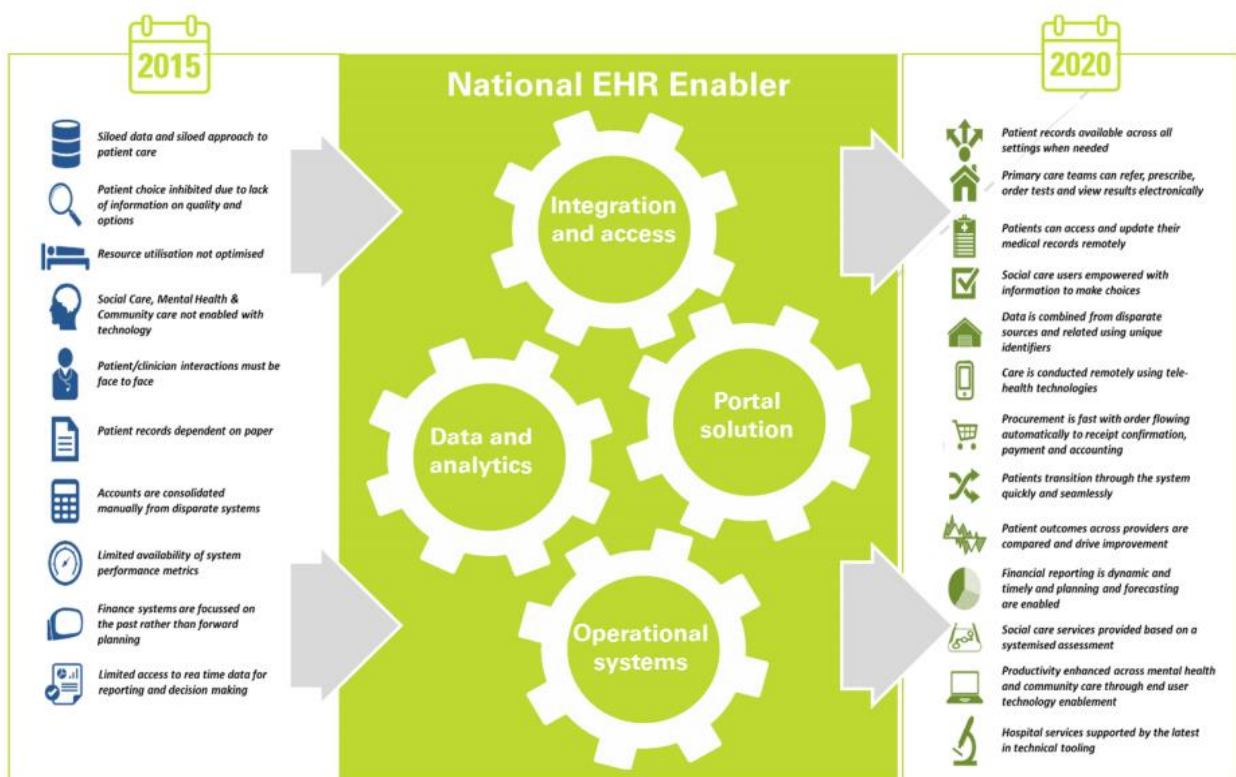 2015
Siloed data and siloed approach to
patient care
Patient choice inhibited due to lack
of information on quality and
options
Resource utilisation not optimised
Social Care, Mental Health &
Community care not enabled with
technology
Patient/clinician interactions must be
face to face
Patient records dependent on paper
Accounts are consolidated
manually from disparate systems
Limited availability of system
performance metrics
Finance systems are focussed on
the past rather than forward
planning
Limited access to rea time data for
reporting and decision making
National EHR Enabler
Integration
and access
Portal
solution
Data and
analytics
Operational
systems
2020
Patient records available across all
settings when needed
Primary care teams can refer, prescribe,
order tests and view results electronically
Patients can access and update their
medical records remotely
Social care users empowered with
information to make choices
Data is combined from disparate
sources and related using unique
identifiers
Care is conducted remotely using tele-
health technologies
Procurement is fast with order flowing
automatically to receipt confirmation,
payment and accounting
Patients transition through the system
quickly and seamlessly
Patient outcomes across providers are
compared and drive improvement
Financial reporting is dynamic and
timely and planning and forecasting
are enabled
Social care services provided based on a
systemised assessment
Productivity enhanced across mental health
and community care through end user
technology enablement
Hospital services supported by the latest
in technical tooling